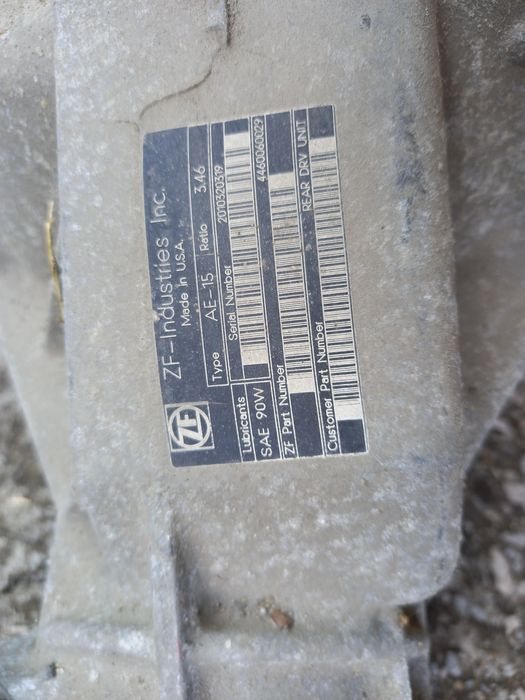 ZF
ZF-Industries Inc.
Made in U.S.A.
Type AE-15 Ratio 3.46
Lubricants
SAE 90W
Serial Number 2010320319
ZF Part Number 4460060029
Customer Part Number REAR DRV UNIT